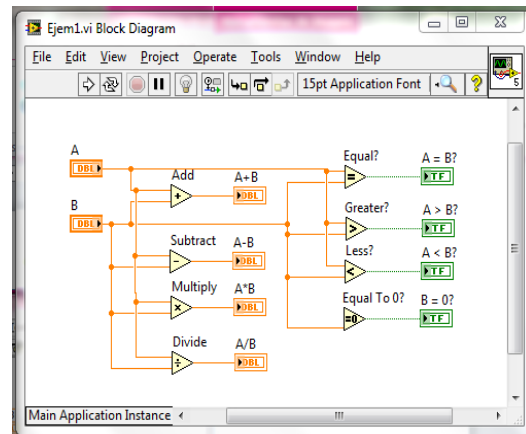 Ejem1.vi Block Diagram
File Edit View Project Operate Tools Window Help
15pt Application Font
?
5
A
DBL
B
DBL
Add
+
A+B
DBL
Subtract
−
A-B
DBL
Multiply
×
A*B
DBL
Divide
÷
A/B
DBL
Equal?
=
A = B?
TF
Greater?
>
A > B?
TF
Less?
<
A < B?
TF
Equal To 0?
=0
B = 0?
TF
Main Application Instance